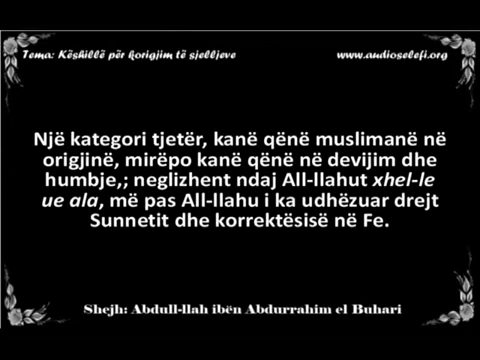 Tema: Këshillë për korigjim të sjelljeve
www.audioselefi.org
Një kategori tjetër, kanë qënë muslimanë në
origjinë, mirëpo kanë qënë në devijim dhe
humbje,; neglizhent ndaj All-llahut xhel-le
ue ala, më pas All-llahu i ka udhëzuar drejt
Sunnetit dhe korrektësisë në Fe.
Shejh: Abdull-llah ibën Abdurrahim el Buhari